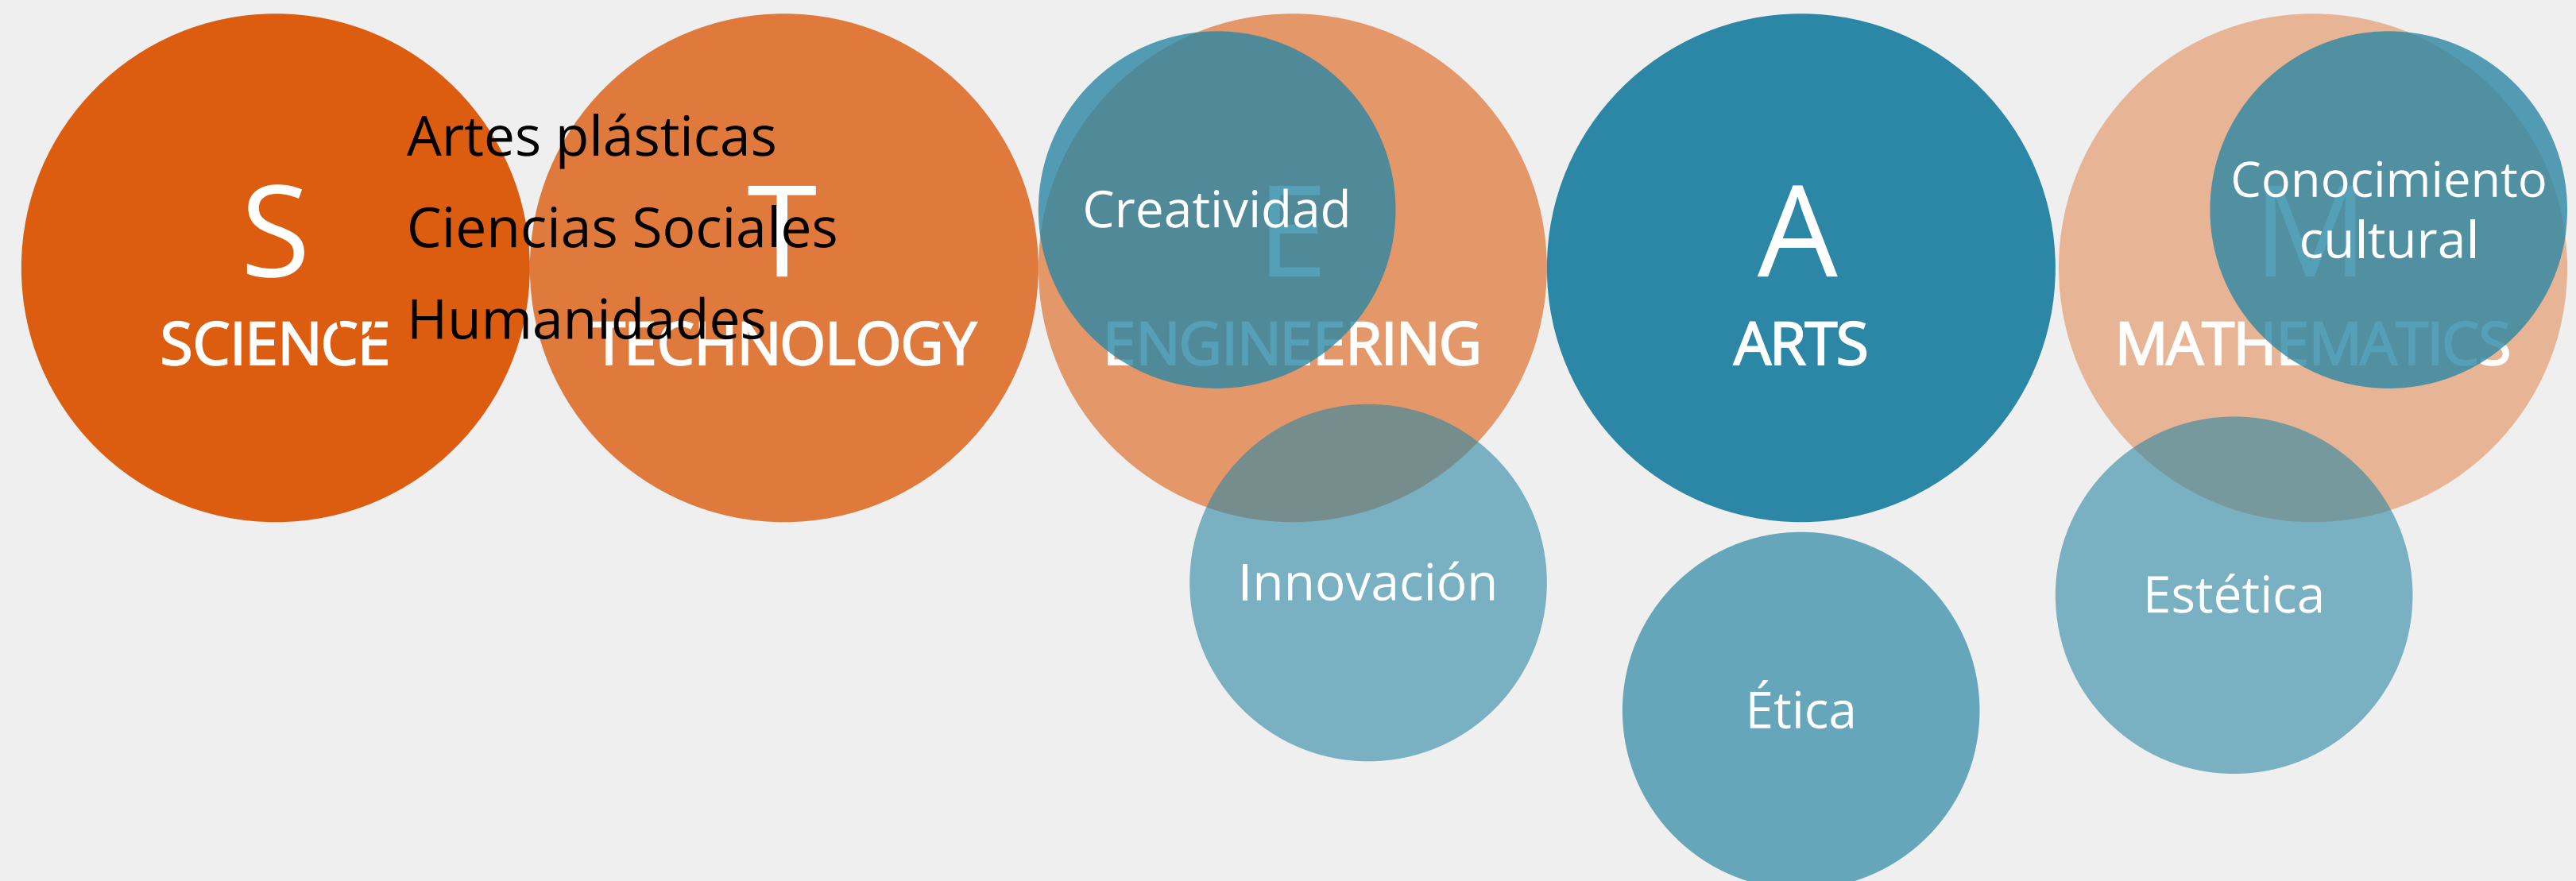 S
SCIENCE
Artes plásticas
Ciencias Sociales
Humanidades
T
TECHNOLOGY
Creatividad
E
ENGINEERING
Innovación
A
ARTS
Ética
Conocimiento
cultural
M
MATHEMATICS
Estética